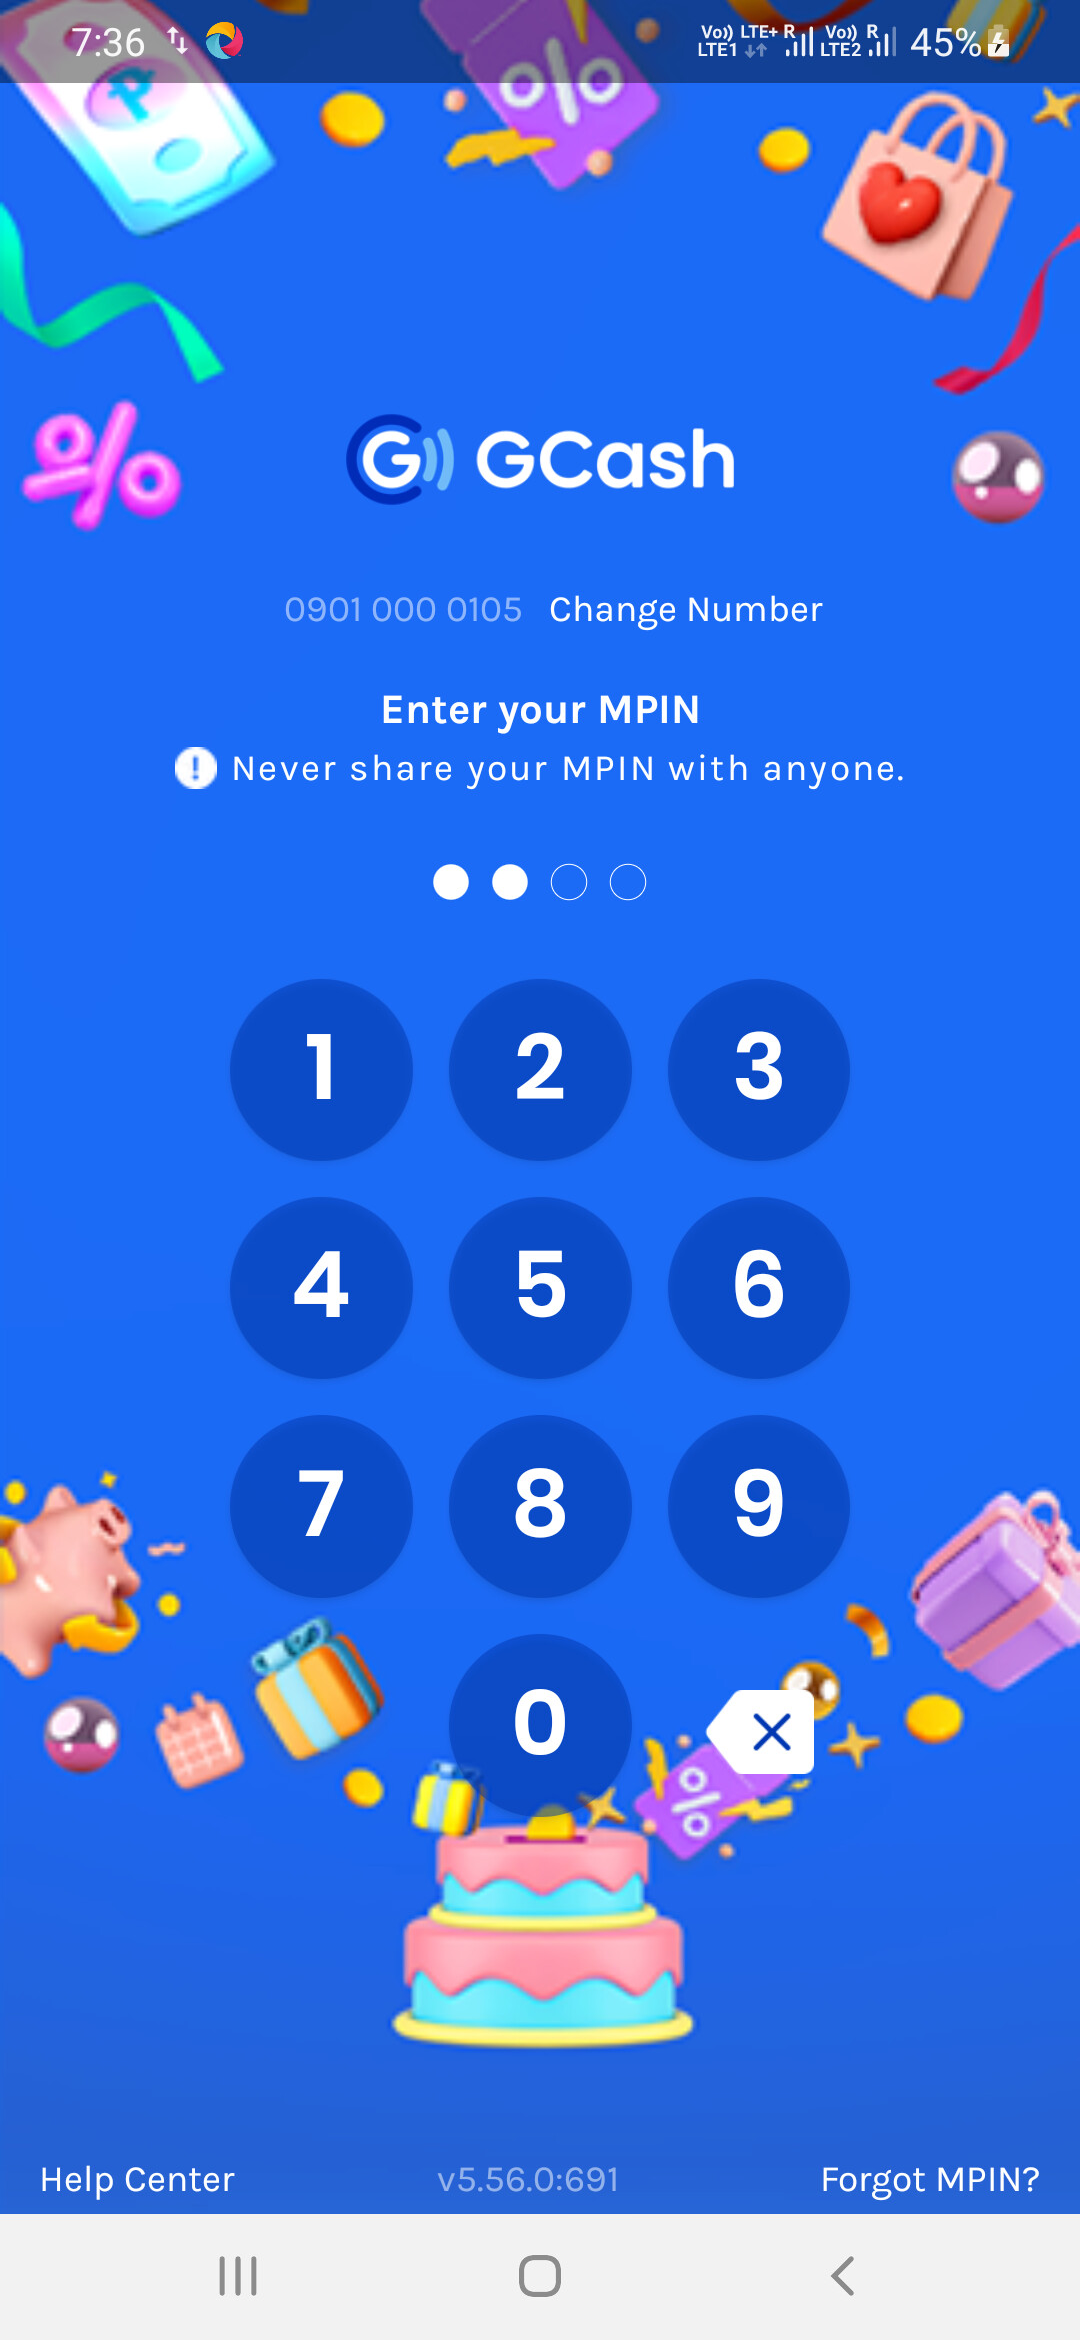 7:36 Vo)) LTE1 LTE+ R Vo)) LTE2 R 45%
%
%
GCash
0901 000 0105 Change Number
Enter your MPIN
! Never share your MPIN with anyone.
1 2 3
4 5 6
7 8 9
0
%
Help Center v5.56.0:691 Forgot MPIN?